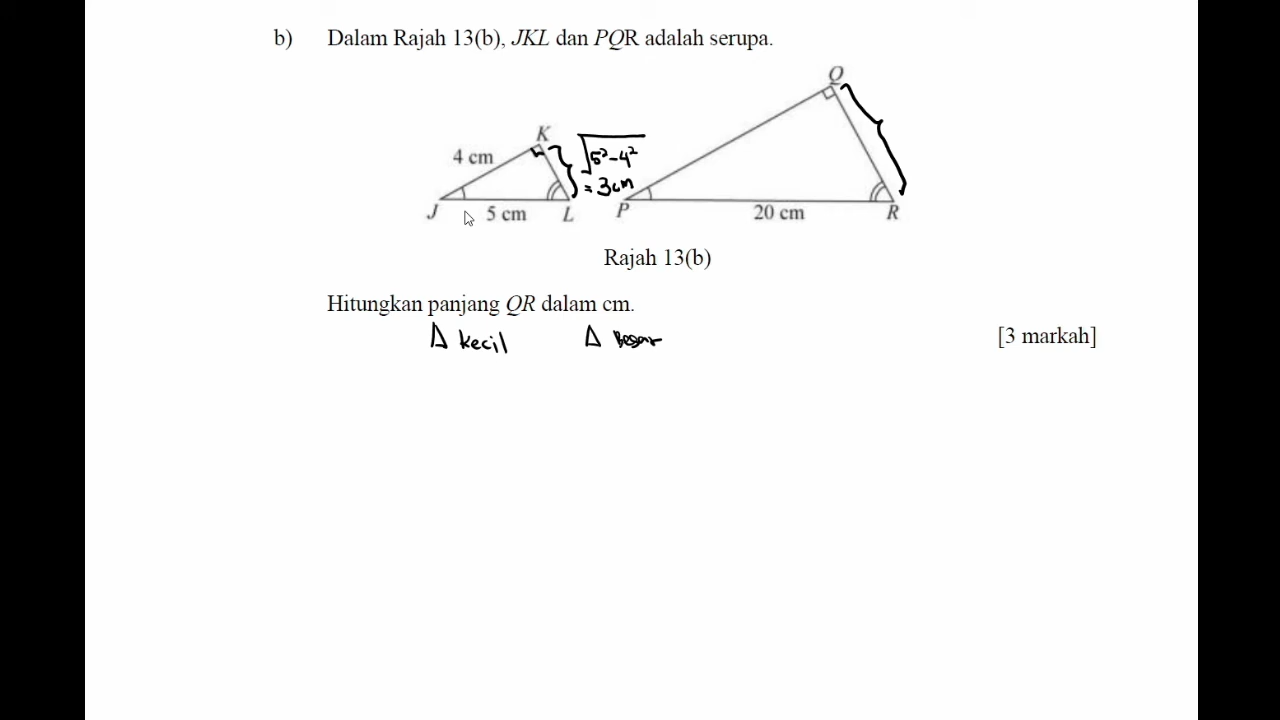 b) Dalam Rajah 13(b), JKL dan PQR adalah serupa.
Q
K
4 cm
√5²-4²
= 3cm
J 5 cm L P 20 cm R
Rajah 13(b)
Hitungkan panjang QR dalam cm.
Δ kecil Δ Besar
[3 markah]